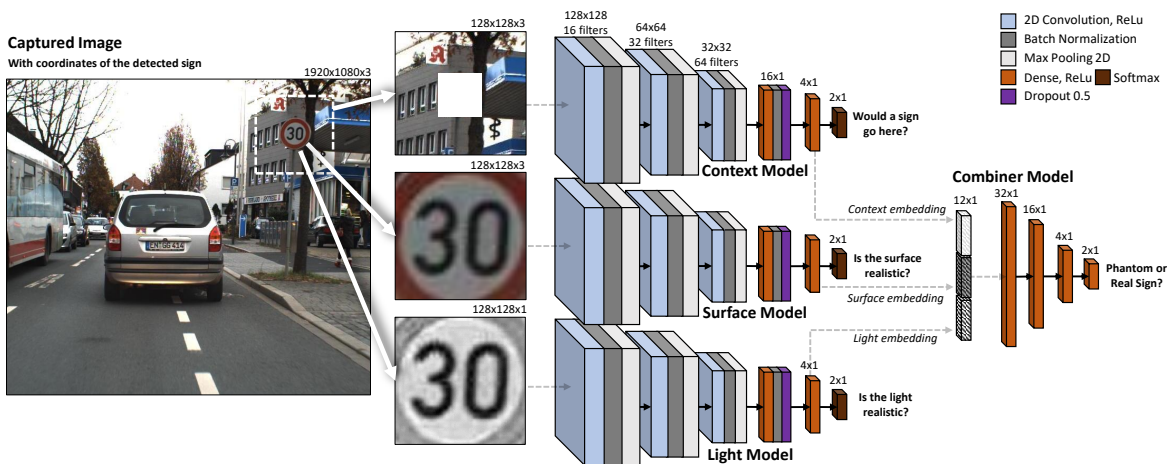 Captured Image
With coordinates of the detected sign
1920x1080x3
30
EN GG 414
128x128x3
A
128x128x3
30
128x128x1
30
128x128
16 filters
64x64
32 filters
32x32
64 filters
16x1
4x1
2x1
Would a sign
go here?
Context Model
2x1
Is the surface
realistic?
Surface Model
4x1
2x1
Is the light
realistic?
Light Model
2D Convolution, ReLu
Batch Normalization
Max Pooling 2D
Dense, ReLu
Softmax
Dropout 0.5
Combiner Model
Context embedding
Surface embedding
Light embedding
12x1
32x1
16x1
4x1
2x1
Phantom or
Real Sign?